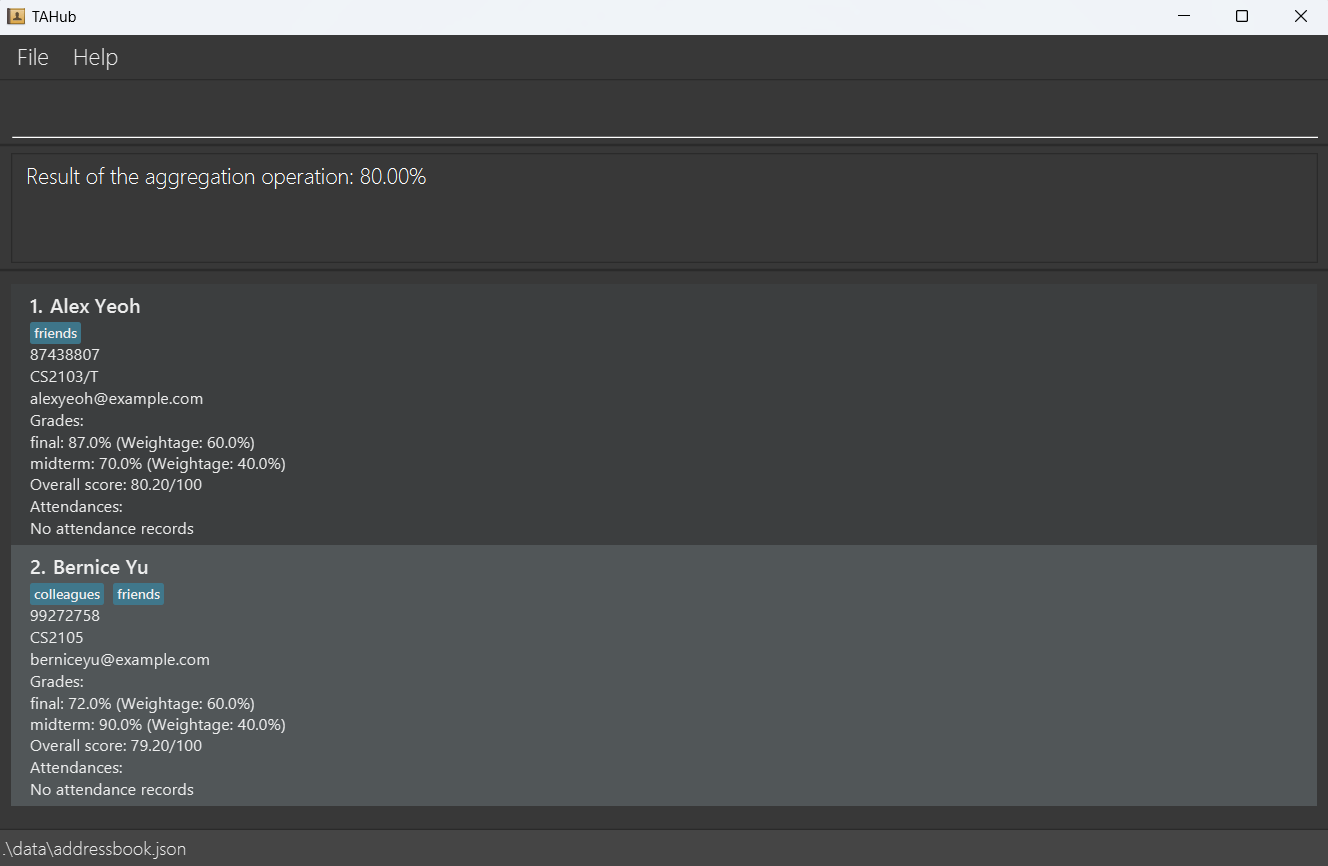 TAHub
File Help
Result of the aggregation operation: 80.00%
1. Alex Yeoh
friends
87438807
CS2103/T
alexyeoh@example.com
Grades:
final: 87.0% (Weightage: 60.0%)
midterm: 70.0% (Weightage: 40.0%)
Overall score: 80.20/100
Attendances:
No attendance records
2. Bernice Yu
colleagues friends
99272758
CS2105
berniceyu@example.com
Grades:
final: 72.0% (Weightage: 60.0%)
midterm: 90.0% (Weightage: 40.0%)
Overall score: 79.20/100
Attendances:
No attendance records
.\data\addressbook.json